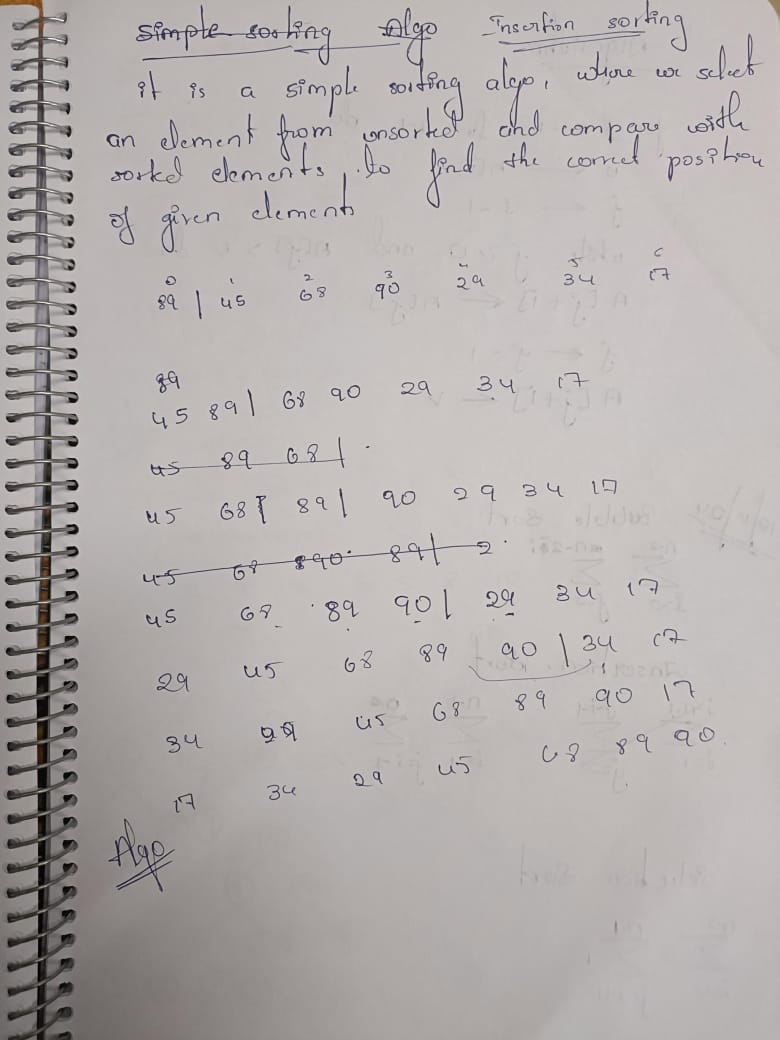 Simple sorting Algo Insertion sorting
it is a simple sorting algo, where we select
an element from unsorted and compare with
sorted elements, to find the correct position
of given elements
0 1 2 3 4 5 6
89 | 45 68 90 29 34 17
89
45 89 | 68 90 29 34 17
45 89 68 |
45 68 89 | 90 29 34 17
45 68 890 89 | 2
45 68 89 90 | 29 34 17
29 45 68 89 90 | 34 17
34 29 45 68 89 90 17
17 34 29 45 68 89 90
Algo